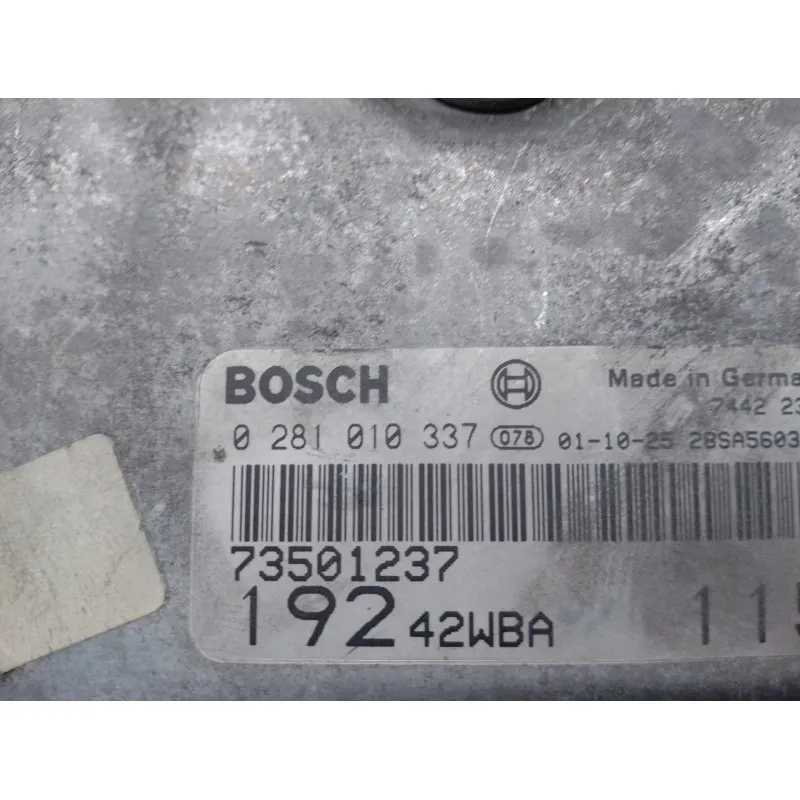 BOSCH Made in Germa
7442 23
0 281 010 337 078 01-10-25 28SA5603
73501237
192 42WBA 115